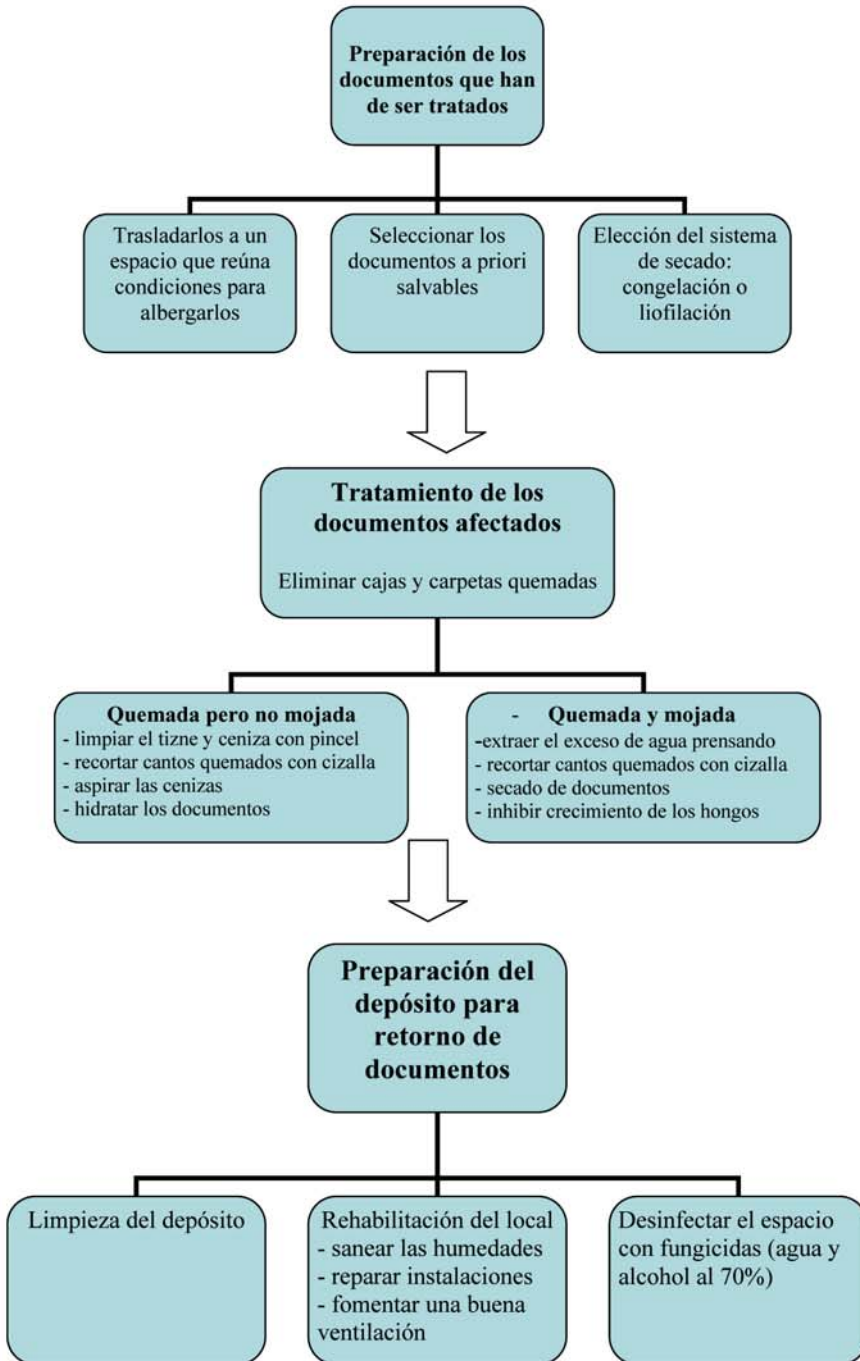 Preparación de los
documentos que han
de ser tratados
Trasladarlos a un
espacio que reúna
condiciones para
albergarlos
Seleccionar los
documentos a priori
salvables
Elección del sistema
de secado:
congelación o
liofilación
Tratamiento de los
documentos afectados
Eliminar cajas y carpetas quemadas
Quemada pero no mojada
- limpiar el tizne y ceniza con pincel
- recortar cantos quemados con cizalla
- aspirar las cenizas
- hidratar los documentos
- Quemada y mojada
-extraer el exceso de agua prensando
- recortar cantos quemados con cizalla
- secado de documentos
- inhibir crecimiento de los hongos
Preparación del
depósito para
retorno de
documentos
Limpieza del depósito
Rehabilitación del local
- sanear las humedades
- reparar instalaciones
- fomentar una buena
ventilación
Desinfectar el espacio
con fungicidas (agua y
alcohol al 70%)